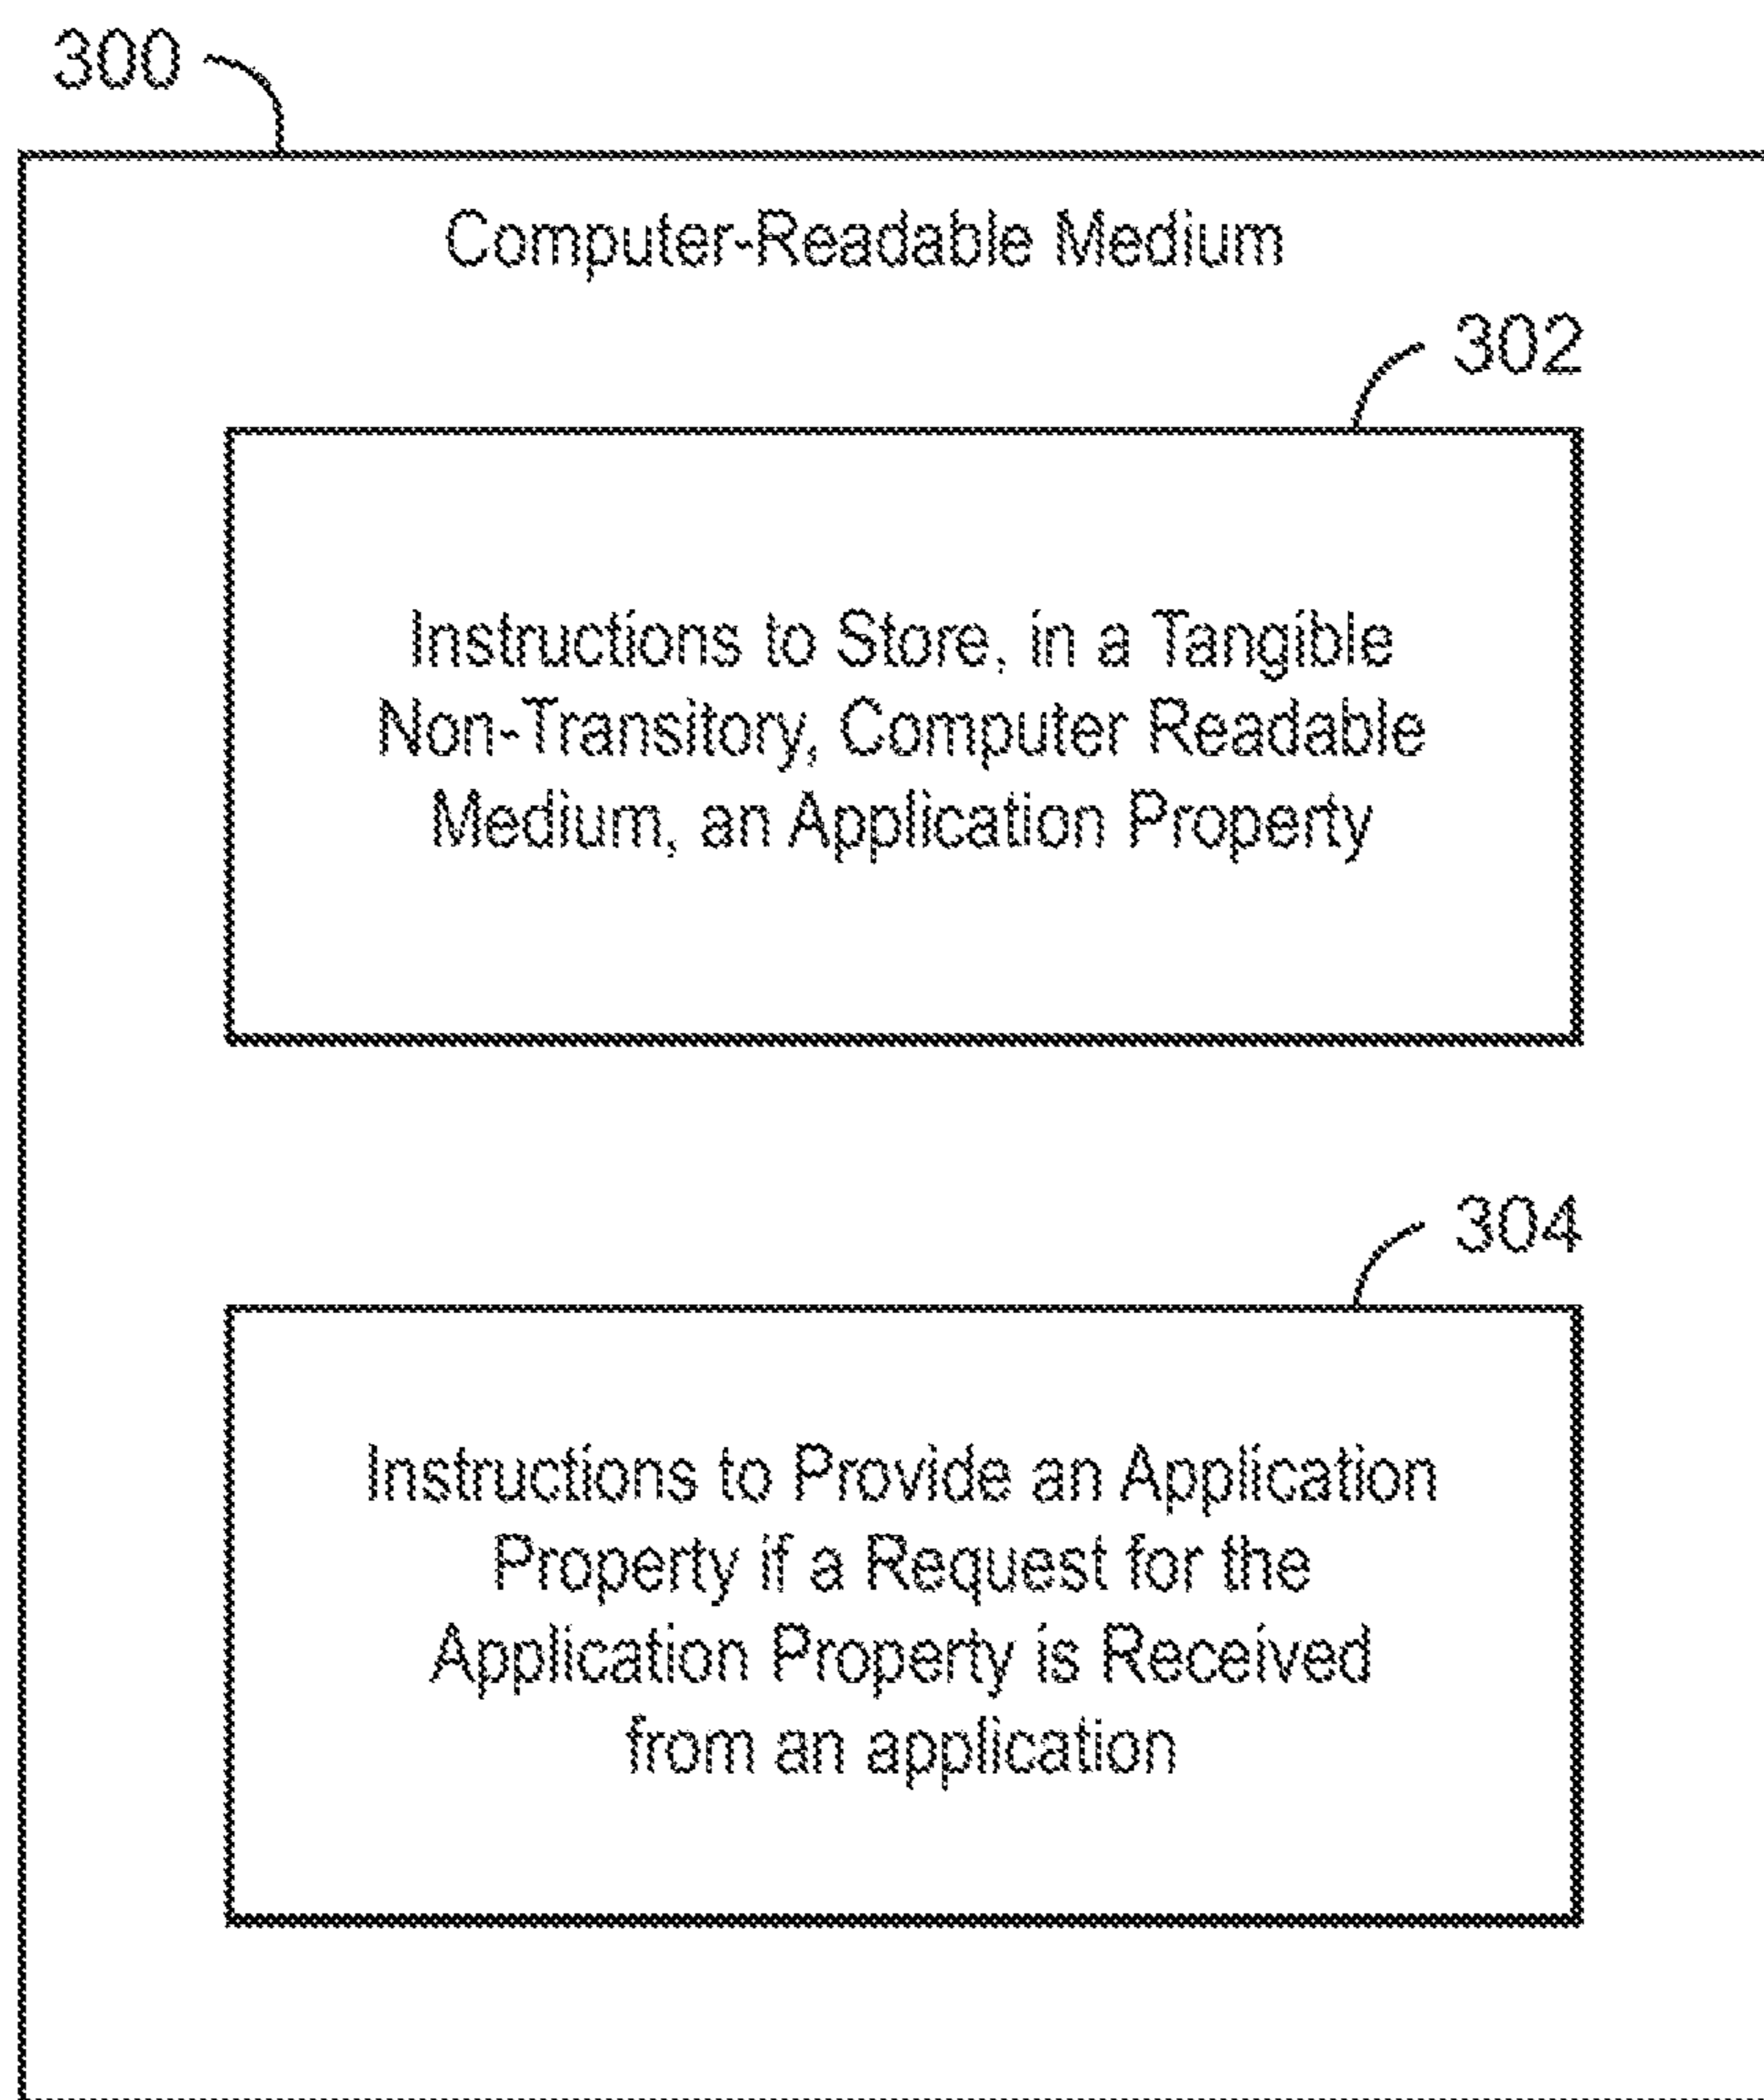 300
Computer-Readable Medium
302
Instructions to Store, in a Tangible
Non-Transitory, Computer Readable
Medium, an Application Property
304
Instructions to Provide an Application
Property if a Request for the
Application Property is Received
from an application